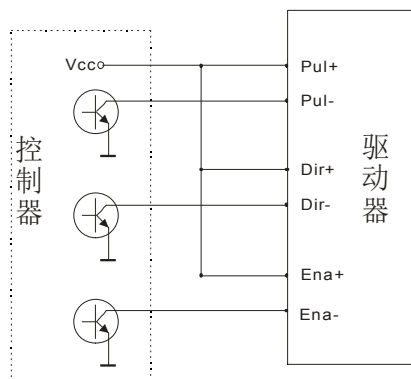 Vcc
Pul+
Pul-
控制器
驱动器
Dir+
Dir-
Ena+
Ena-